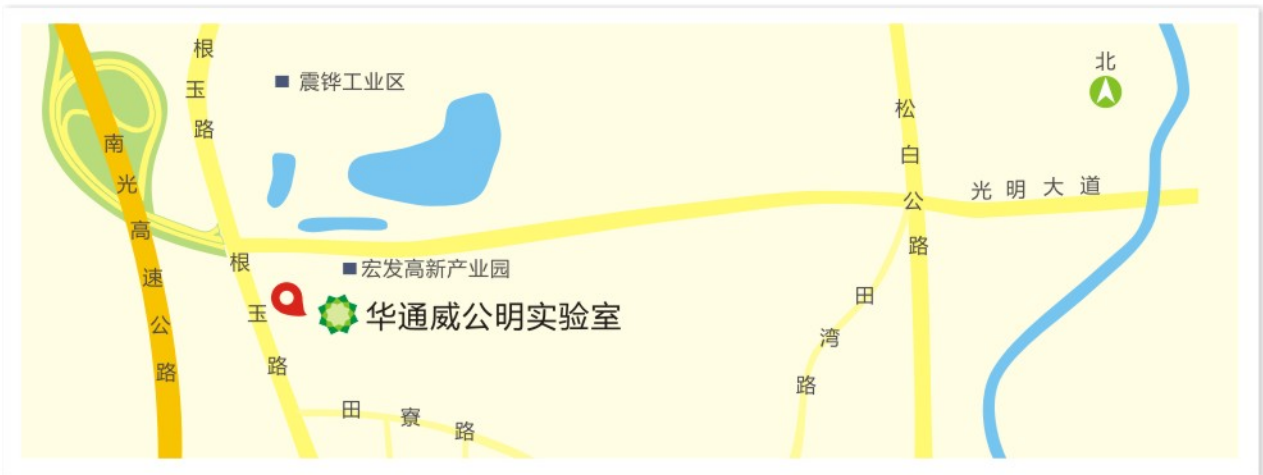 根玉路
震铧工业区
北
南光高速公路
松白公路
光明大道
根玉路
宏发高新产业园
华通威公明实验室
田湾路
田寮路